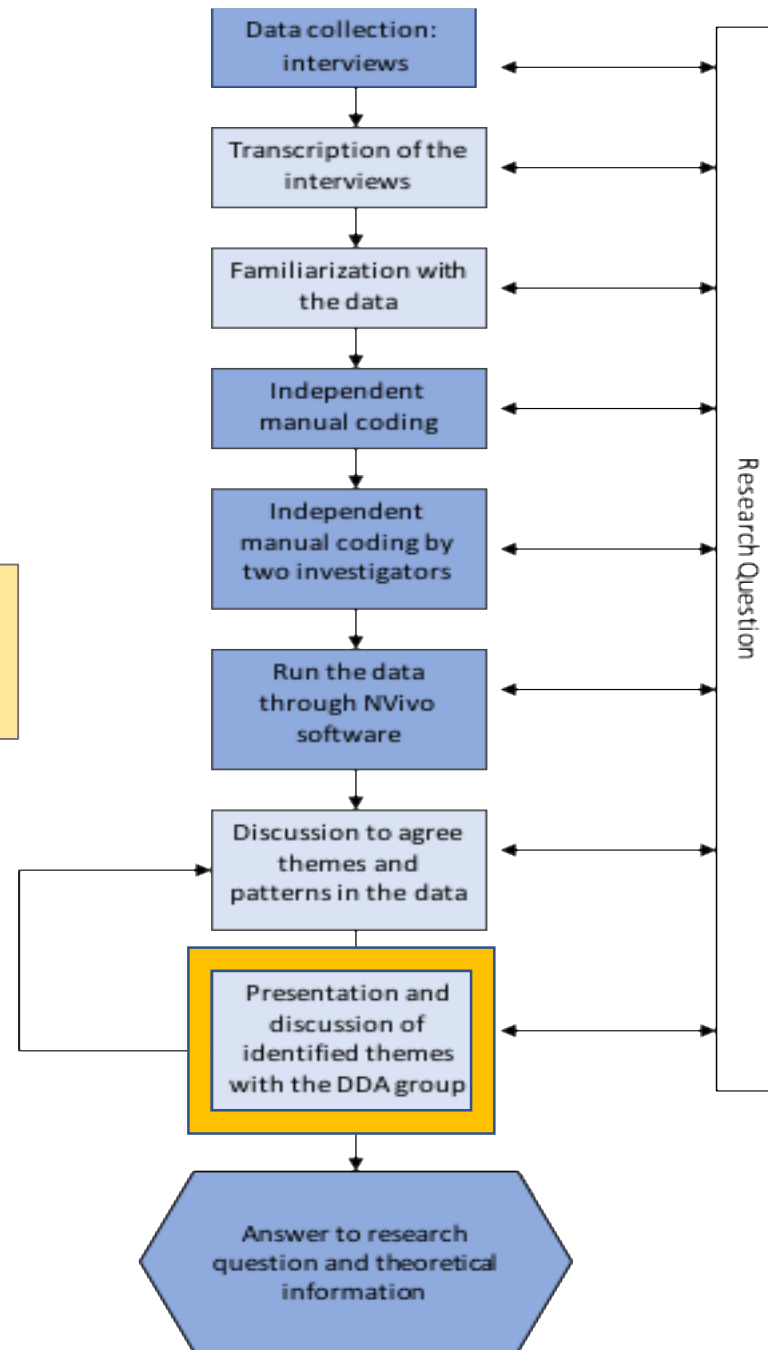 Data collection:
interviews
Transcription of the
interviews
Familiarization with
the data
Independent
manual coding
Independent
manual coding by
two investigators
Run the data
through NVivo
software
Discussion to agree
themes and
patterns in the data
Presentation and
discussion of
identified themes
with the DDA group
Answer to research
question and theoretical
information
Research Question